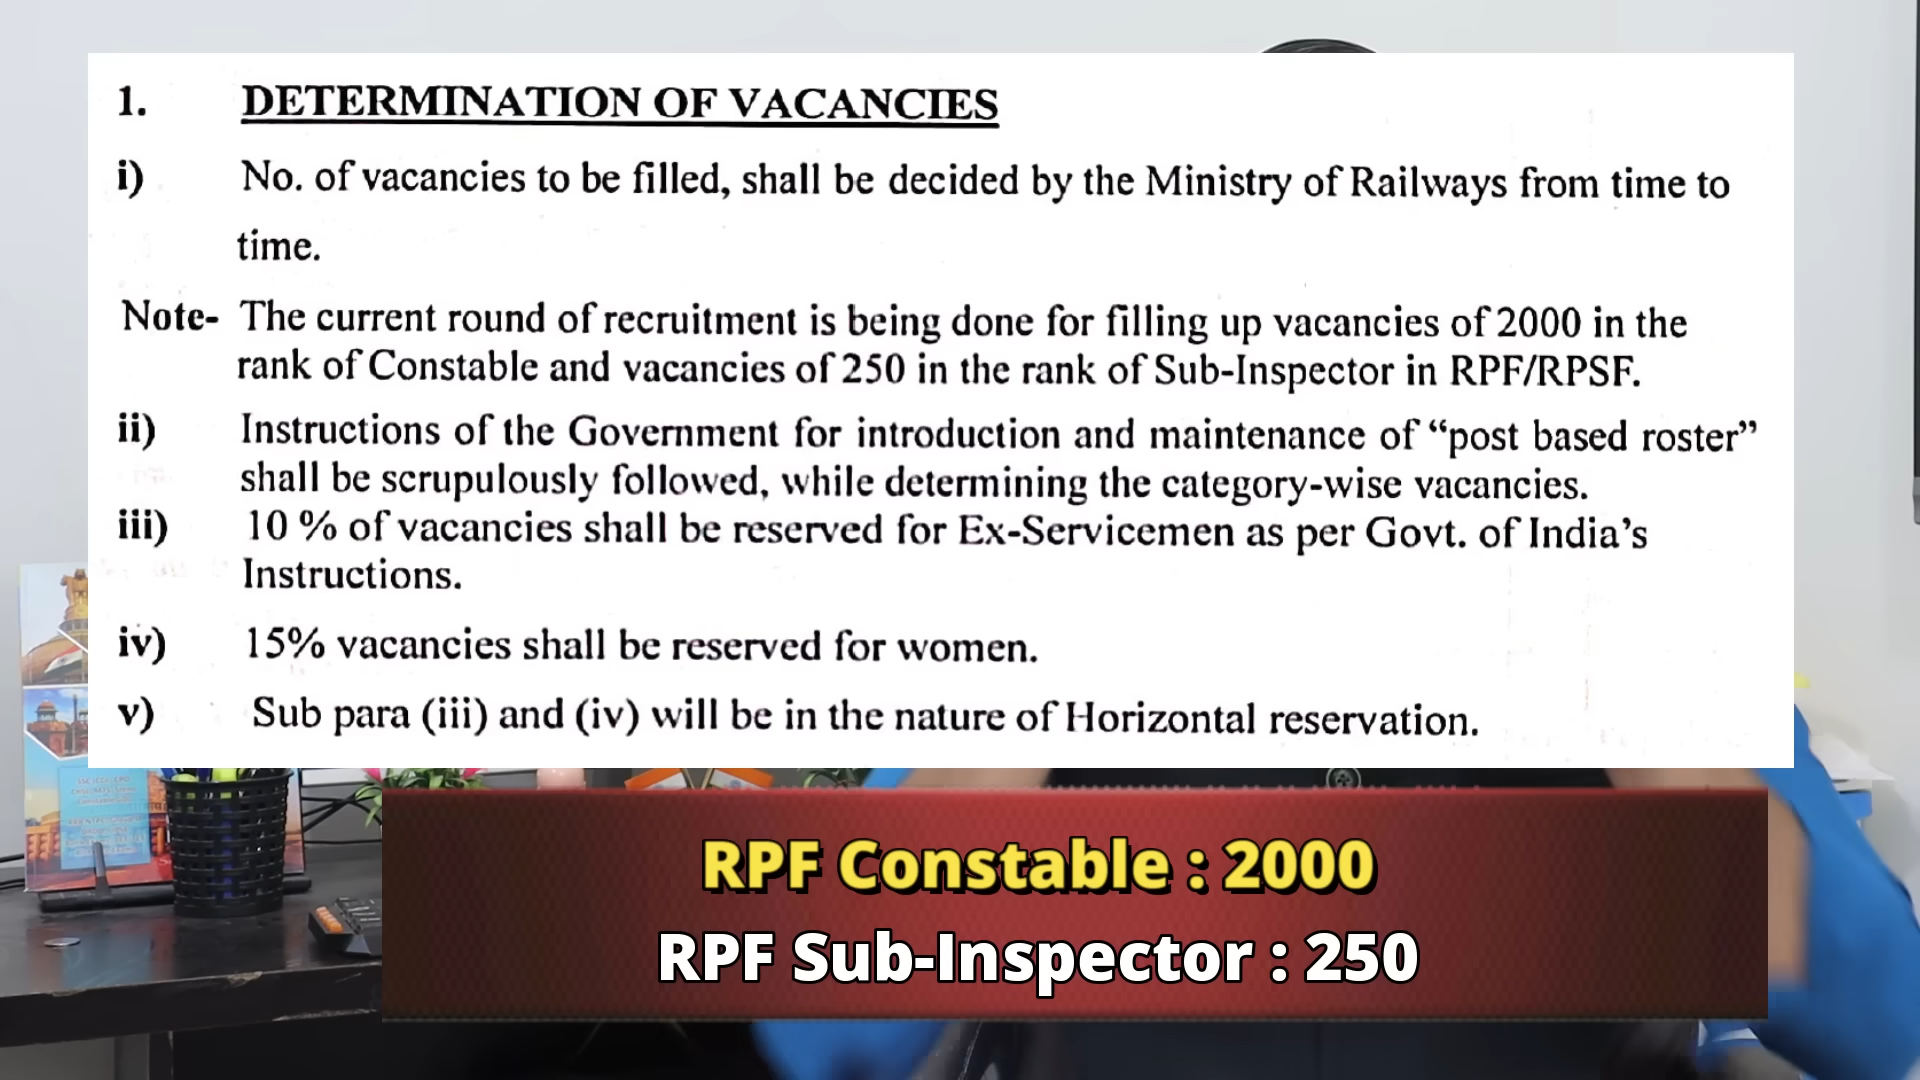 1. DETERMINATION OF VACANCIES
i) No. of vacancies to be filled, shall be decided by the Ministry of Railways from time to
time.
Note- The current round of recruitment is being done for filling up vacancies of 2000 in the
rank of Constable and vacancies of 250 in the rank of Sub-Inspector in RPF/RPSF.
ii) Instructions of the Government for introduction and maintenance of “post based roster”
shall be scrupulously followed, while determining the category-wise vacancies.
iii) 10 % of vacancies shall be reserved for Ex-Servicemen as per Govt. of India’s
Instructions.
iv) 15% vacancies shall be reserved for women.
v) Sub para (iii) and (iv) will be in the nature of Horizontal reservation.
RPF Constable : 2000
RPF Sub-Inspector : 250